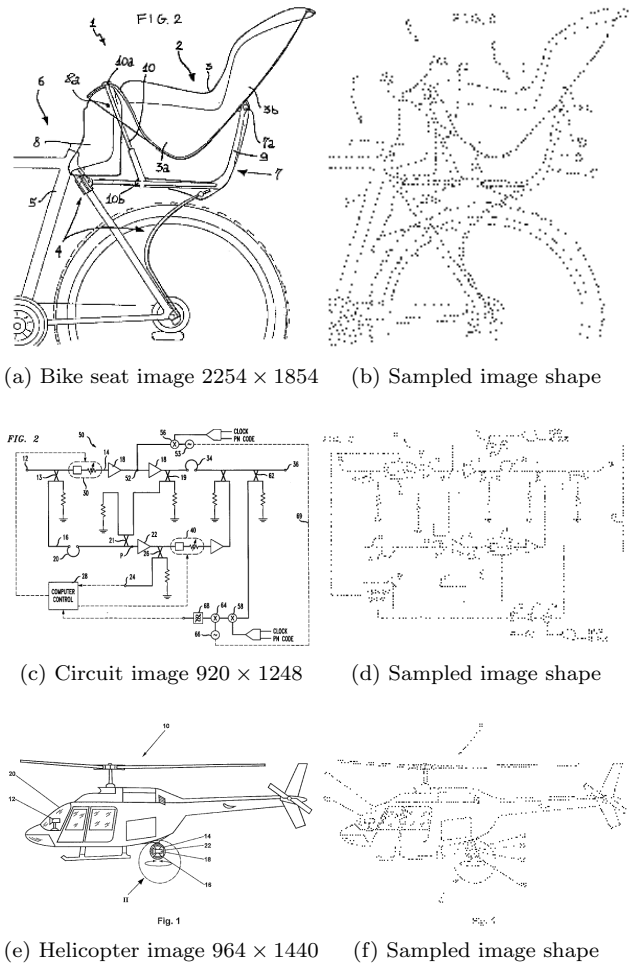 FIG. 2
1
2
10a
8a
10
3
6
3b
8
7a
3a
9
5
7
10b
4
(a) Bike seat image 2254 × 1854
(b) Sampled image shape
FIG. 2
50
56
CLOCK
PN CODE
12
14
18
53
18
34
36
13
52
19
62
30
69
16
22
40
21
20
P
26
28
24
COMPUTER
CONTROL
68
64
58
66
CLOCK
PN CODE
(c) Circuit image 920 × 1248
(d) Sampled image shape
10
20
12
14
22
18
16
II
Fig. 1
(e) Helicopter image 964 × 1440
(f) Sampled image shape